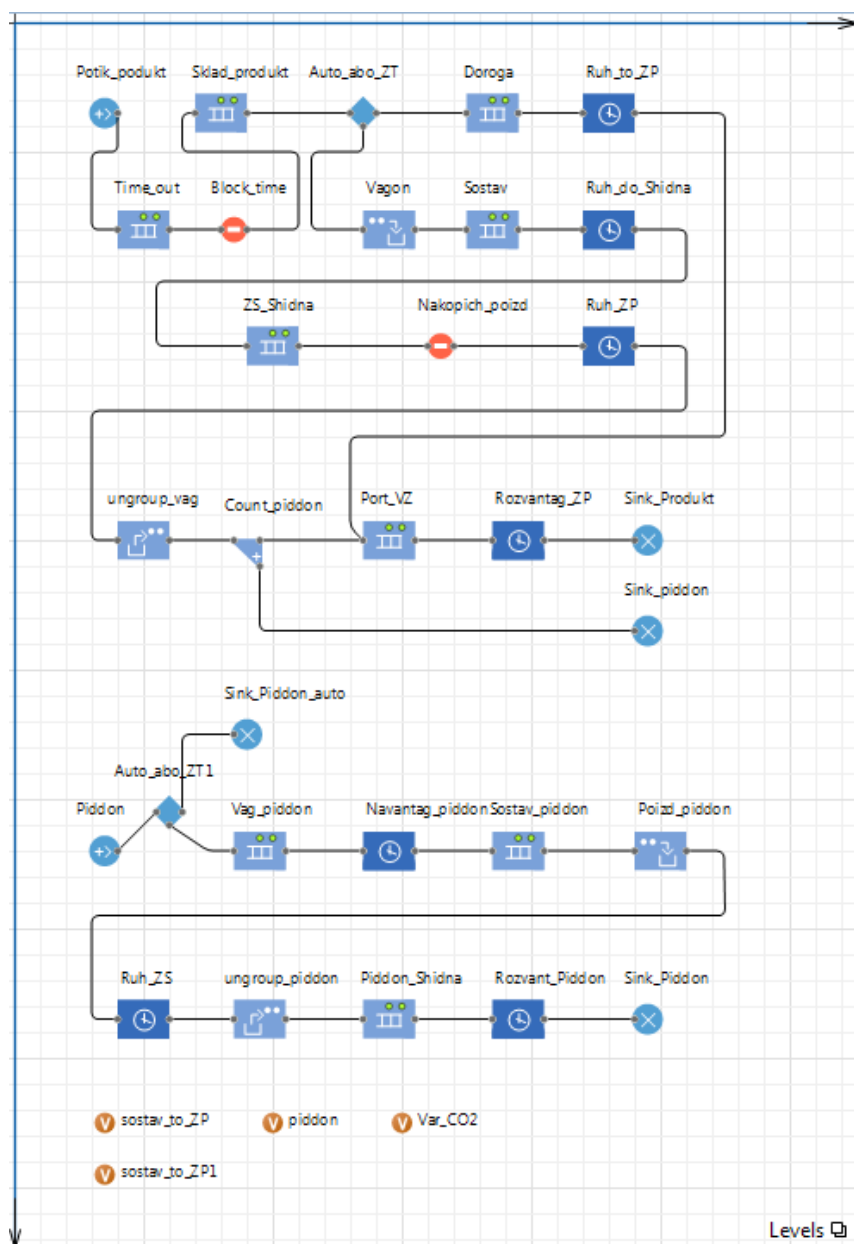 Potik_podukt Sklad_produkt Auto_abo_ZT Doroga Ruh_to_ZP
Time_out Block_time Vagon Sostav Ruh_do_Shidna
ZS_Shidna Nakopich_poizd Ruh_ZP
ungroup_vag Count_piddon Port_VZ Rozvantag_ZP Sink_Produkt
Sink_piddon
Sink_Piddon_auto
Auto_abo_ZT1
Piddon Vag_piddon Navantag_piddon Sostav_piddon Poizd_piddon
Ruh_ZS ungroup_piddon Piddon_Shidna Rozvant_Piddon Sink_Piddon
V sostav_to_ZP V piddon V Var_CO2
V sostav_to_ZP1
Levels